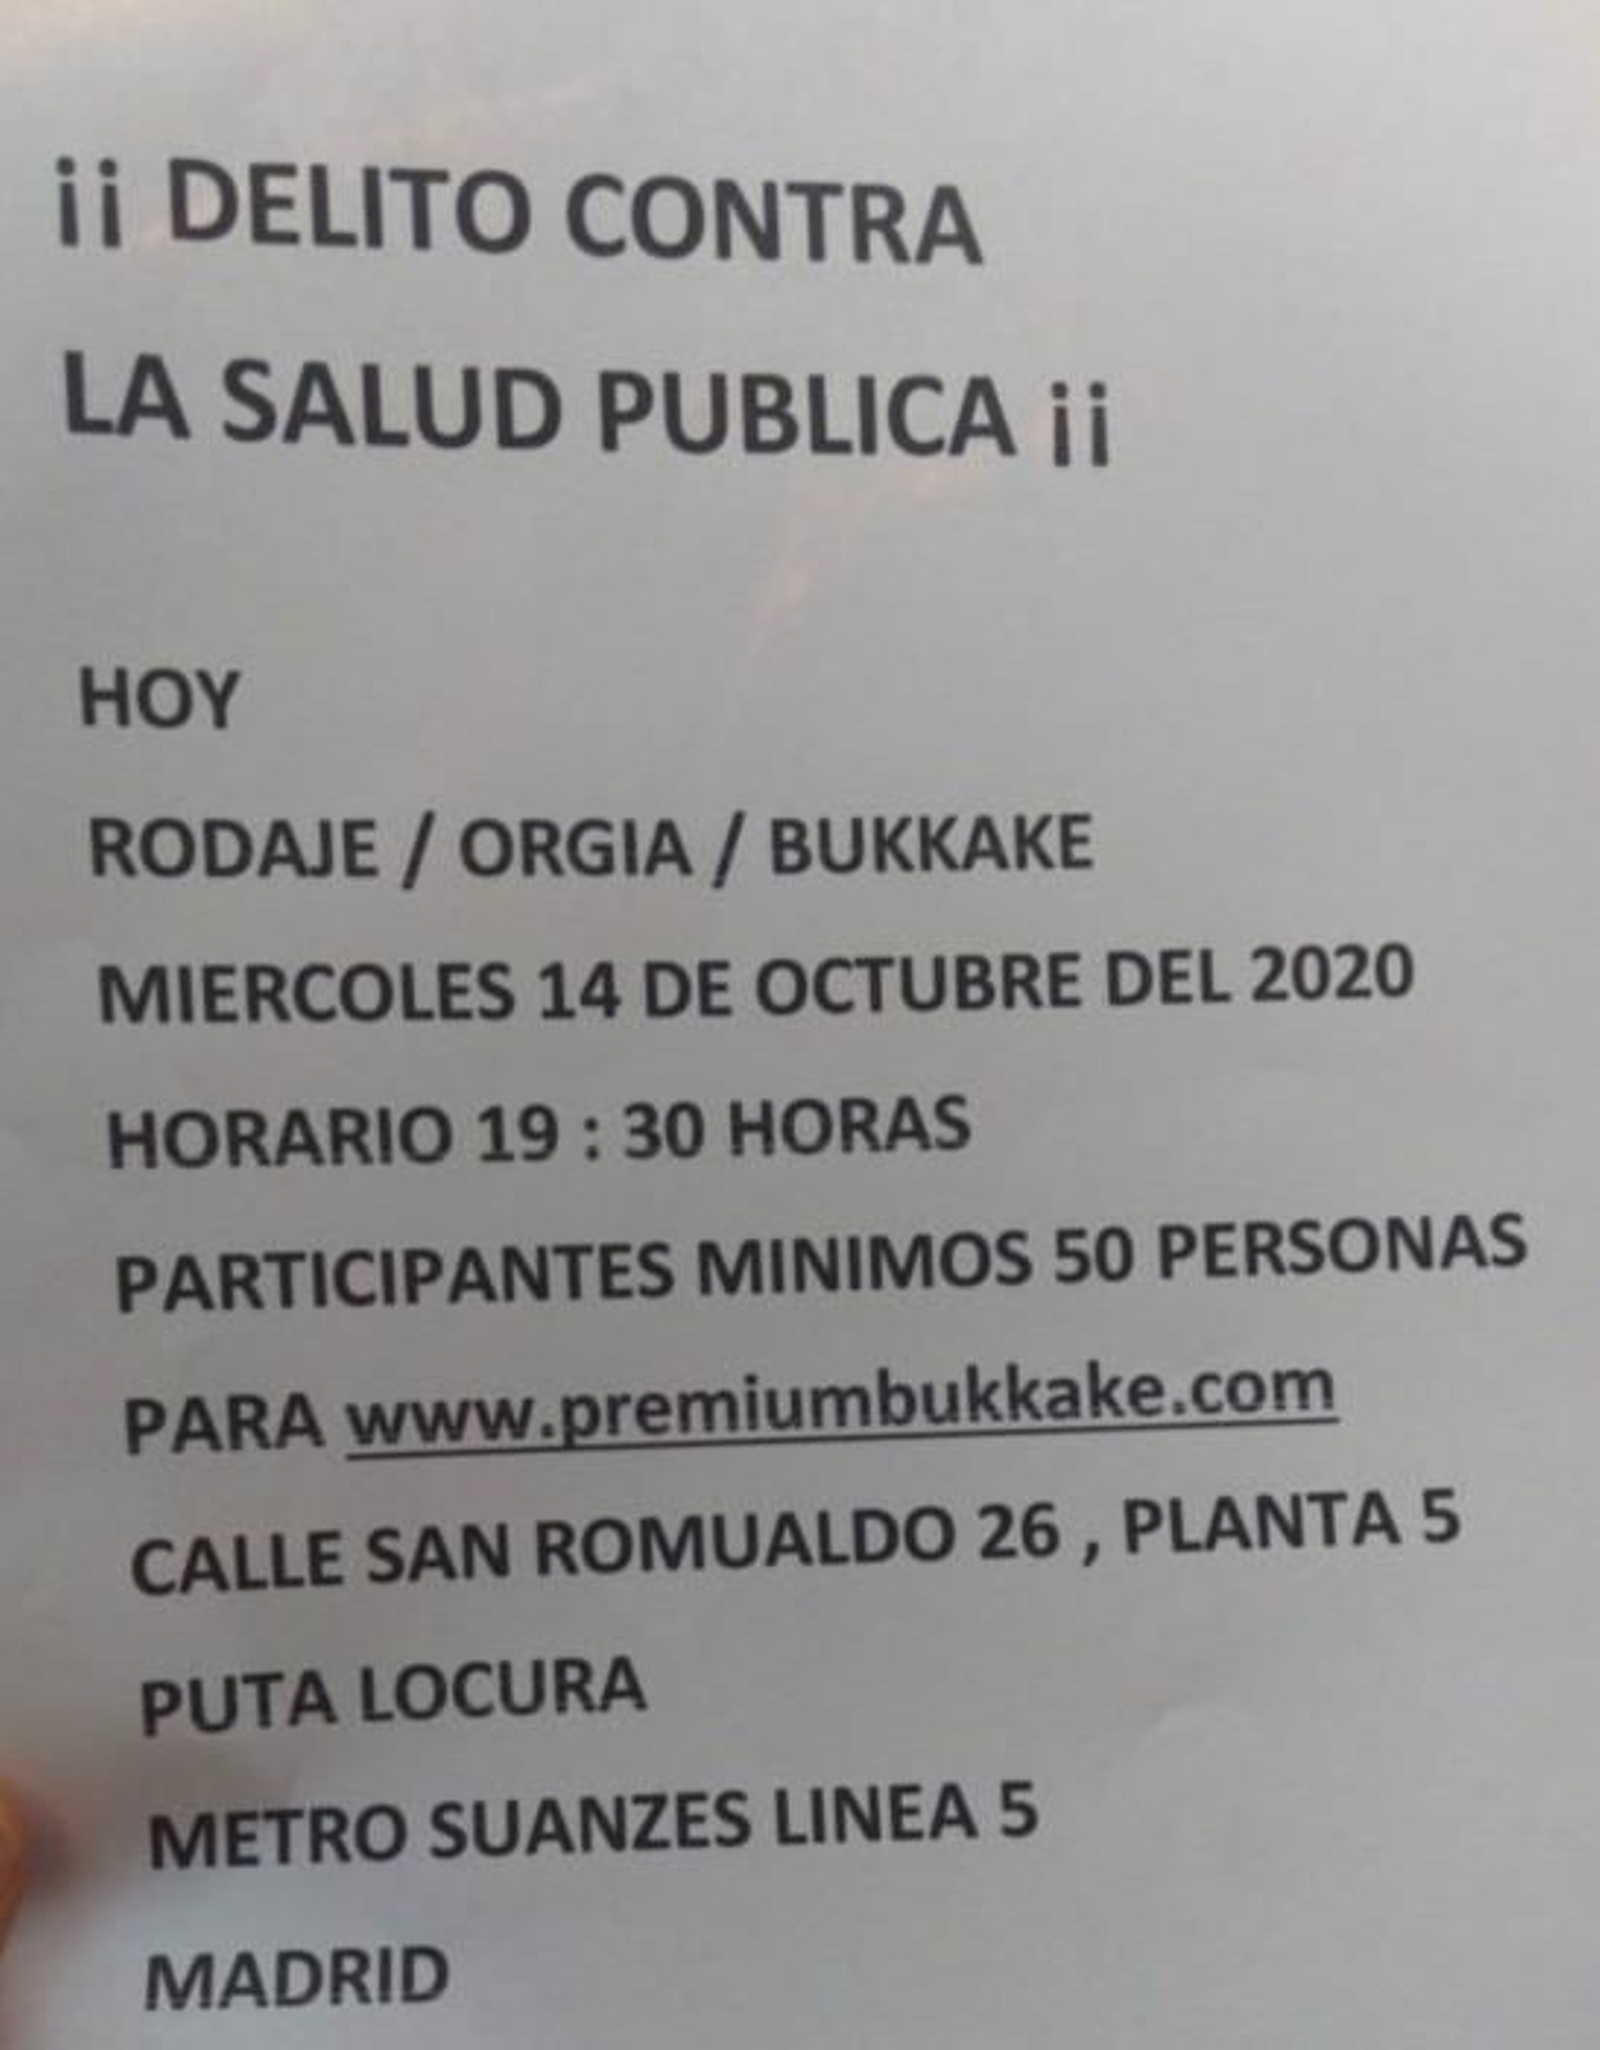 ¡¡ DELITO CONTRA
LA SALUD PUBLICA ¡¡
HOY
RODAJE / ORGIA / BUKKAKE
MIERCOLES 14 DE OCTUBRE DEL 2020
HORARIO 19 : 30 HORAS
PARTICIPANTES MINIMOS 50 PERSONAS
PARA www.premiumbukkake.com
CALLE SAN ROMUALDO 26 , PLANTA 5
PUTA LOCURA
METRO SUANZES LINEA 5
MADRID